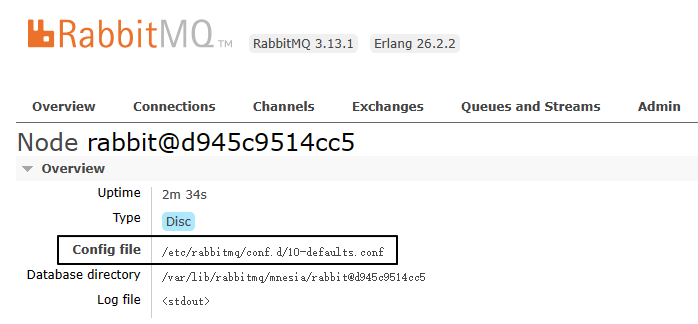 RabbitMQ TM RabbitMQ 3.13.1 Erlang 26.2.2
Overview Connections Channels Exchanges Queues and Streams Admin
Node rabbit@d945c9514cc5
Overview
Uptime 2m 34s
Type Disc
Config file /etc/rabbitmq/conf.d/10-defaults.conf
Database directory /var/lib/rabbitmq/mnesia/rabbit@d945c9514cc5
Log file <stdout>